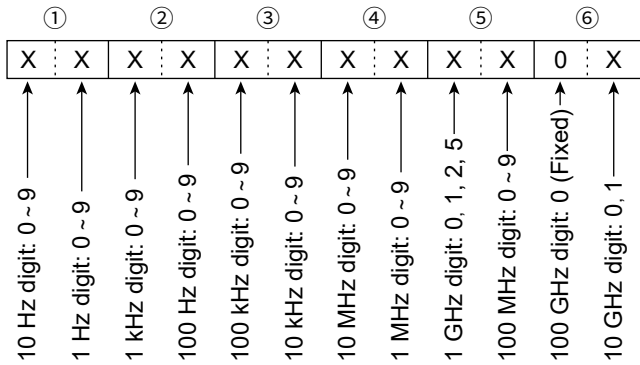 ① ② ③ ④ ⑤ ⑥
X X X X X X X X X X 0 X
10 Hz digit: 0 ~ 9
1 Hz digit: 0 ~ 9
1 kHz digit: 0 ~ 9
100 Hz digit: 0 ~ 9
100 kHz digit: 0 ~ 9
10 kHz digit: 0 ~ 9
10 MHz digit: 0 ~ 9
1 MHz digit: 0 ~ 9
1 GHz digit: 0, 1, 2, 5
100 MHz digit: 0 ~ 9
100 GHz digit: 0 (Fixed)
10 GHz digit: 0, 1